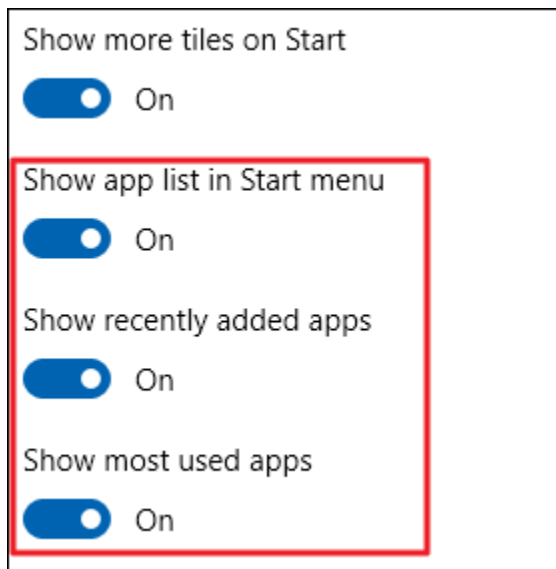 Show more tiles on Start
On
Show app list in Start menu
On
Show recently added apps
On
Show most used apps
On